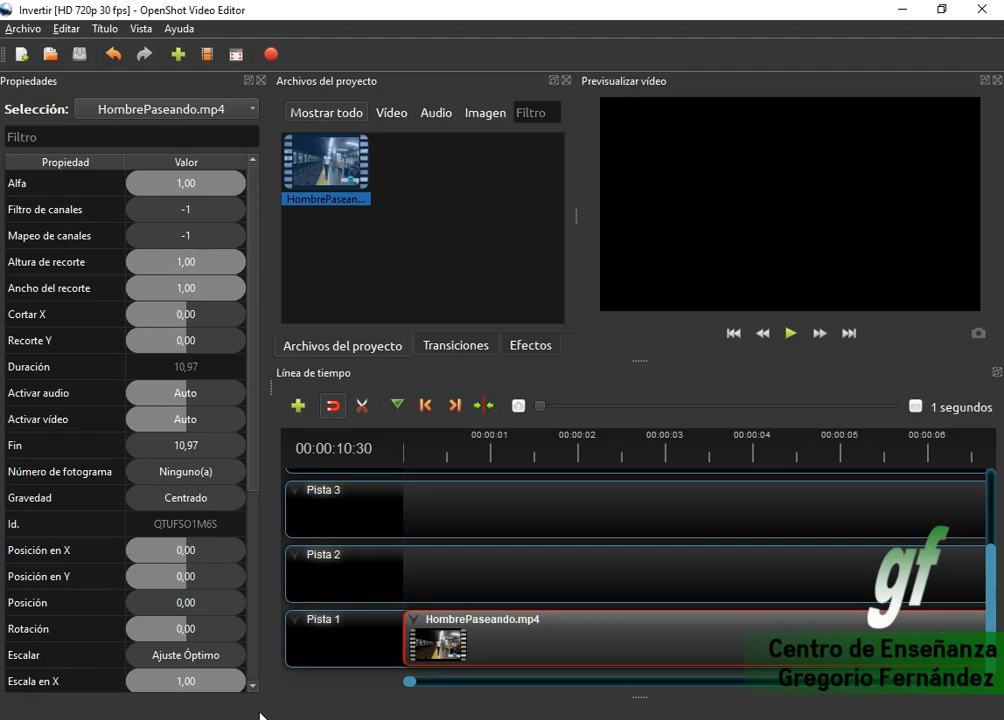 Invertir [HD 720p 30 fps] - OpenShot Video Editor
Archivo Editar Título Vista Ayuda
Propiedades
Selección: HombrePaseando.mp4
Filtro
Propiedad Valor
Alfa 1,00
Filtro de canales -1
Mapeo de canales -1
Altura de recorte 1,00
Ancho del recorte 1,00
Cortar X 0,00
Recorte Y 0,00
Duración 10,97
Activar audio Auto
Activar vídeo Auto
Fin 10,97
Número de fotograma Ninguno(a)
Gravedad Centrado
Id. QTUFSO1M6S
Posición en X 0,00
Posición en Y 0,00
Posición 0,00
Rotación 0,00
Escalar Ajuste Óptimo
Escala en X 1,00
Archivos del proyecto
Mostrar todo Vídeo Audio Imagen Filtro
HombrePasean...
Archivos del proyecto Transiciones Efectos
Previsualizar vídeo
Línea de tiempo
1 segundos
00:00:10:30
00:00:01 00:00:02 00:00:03 00:00:04 00:00:05 00:00:06
Pista 3
Pista 2
Pista 1
HombrePaseando.mp4
gf
Centro de Enseñanza
Gregorio Fernández